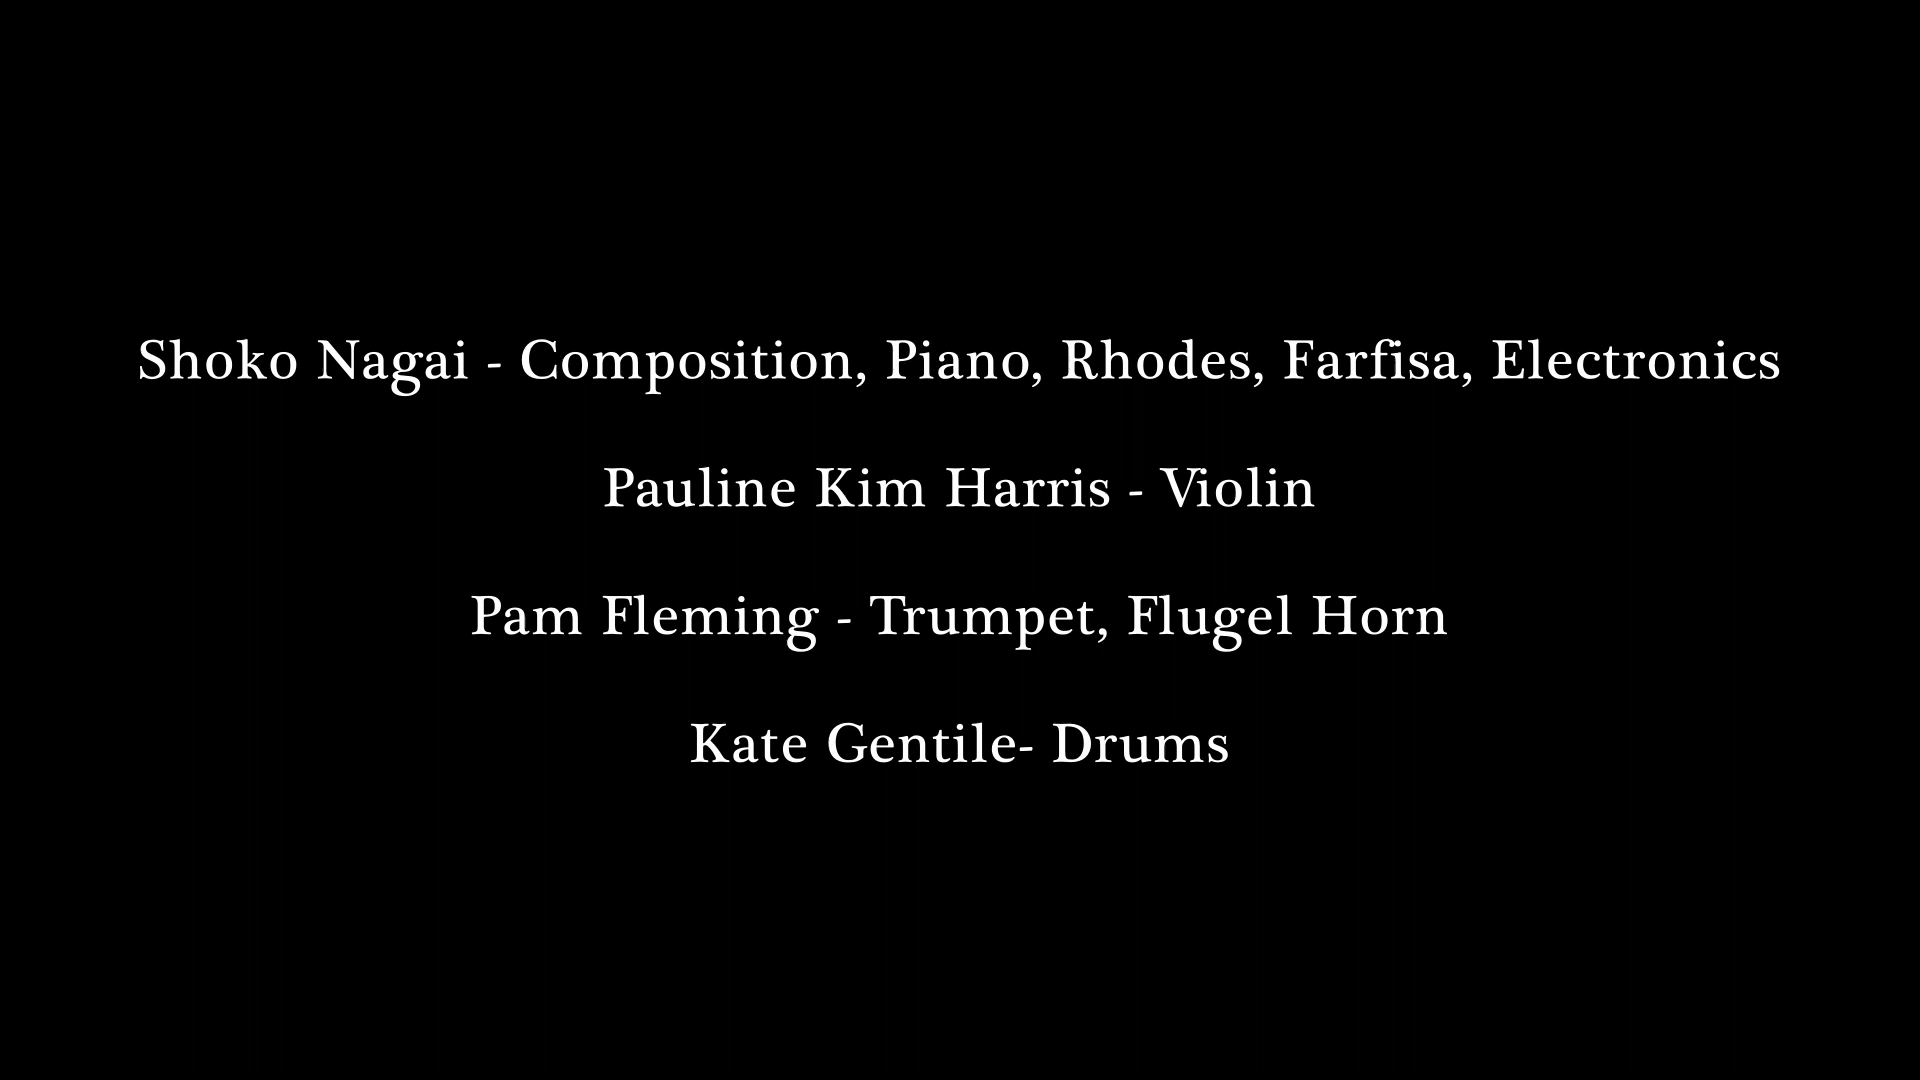 Shoko Nagai - Composition, Piano, Rhodes, Farfisa, Electronics
Pauline Kim Harris - Violin
Pam Fleming - Trumpet, Flugel Horn
Kate Gentile- Drums